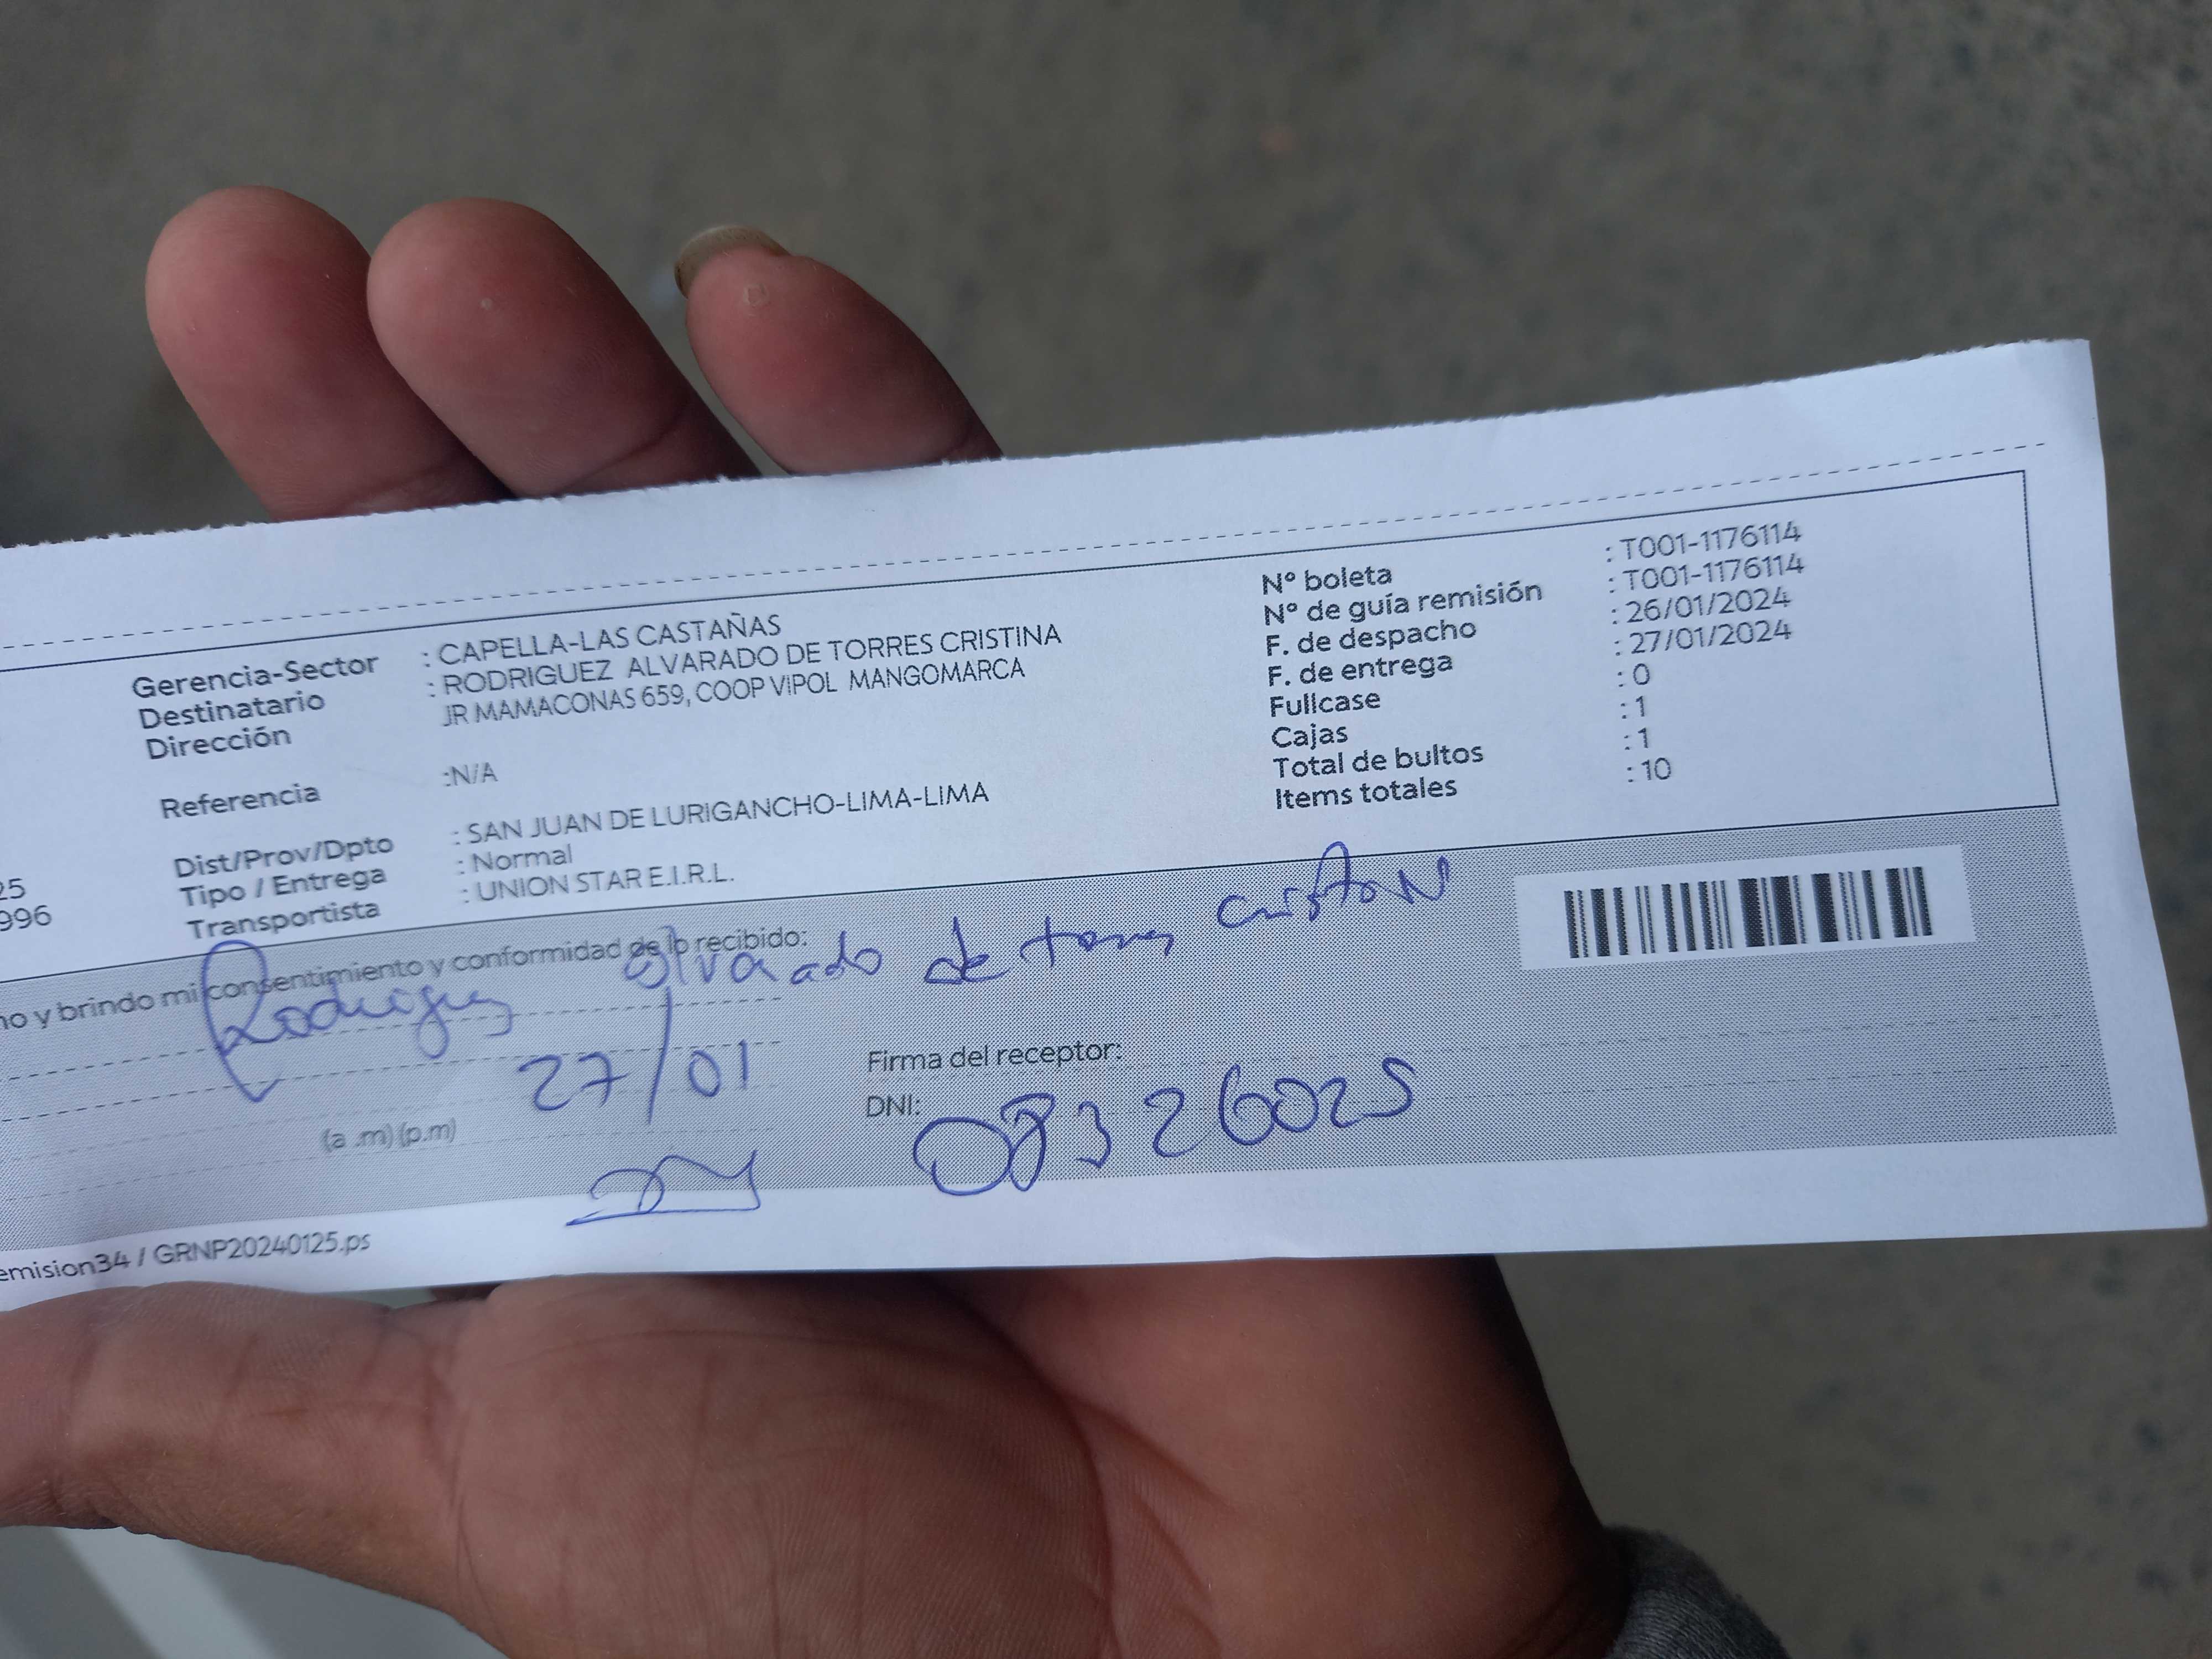 Gerencia-Sector : CAPELLA-LAS CASTAÑAS
Destinatario : RODRIGUEZ ALVARADO DE TORRES CRISTINA
Dirección : JR MAMACONAS 659, COOP VIPOL MANGOMARCA
Referencia :N/A
Dist/Prov/Dpto : SAN JUAN DE LURIGANCHO-LIMA-LIMA
25 Tipo / Entrega : Normal
996 Transportista : UNION STAR E.I.R.L.
N° boleta : T001-1176114
N° de guía remisión : T001-1176114
F. de despacho : 26/01/2024
F. de entrega : 27/01/2024
Fullcase : 0
Cajas : 1
Total de bultos : 1
Items totales : 10
no y brindo mi consentimiento y conformidad de lo recibido:
Rodriguez alvarado de torres
27/01
(a .m) (p.m)
Firma del receptor:
DNI: 08326025
emision34 / GRNP20240125.ps